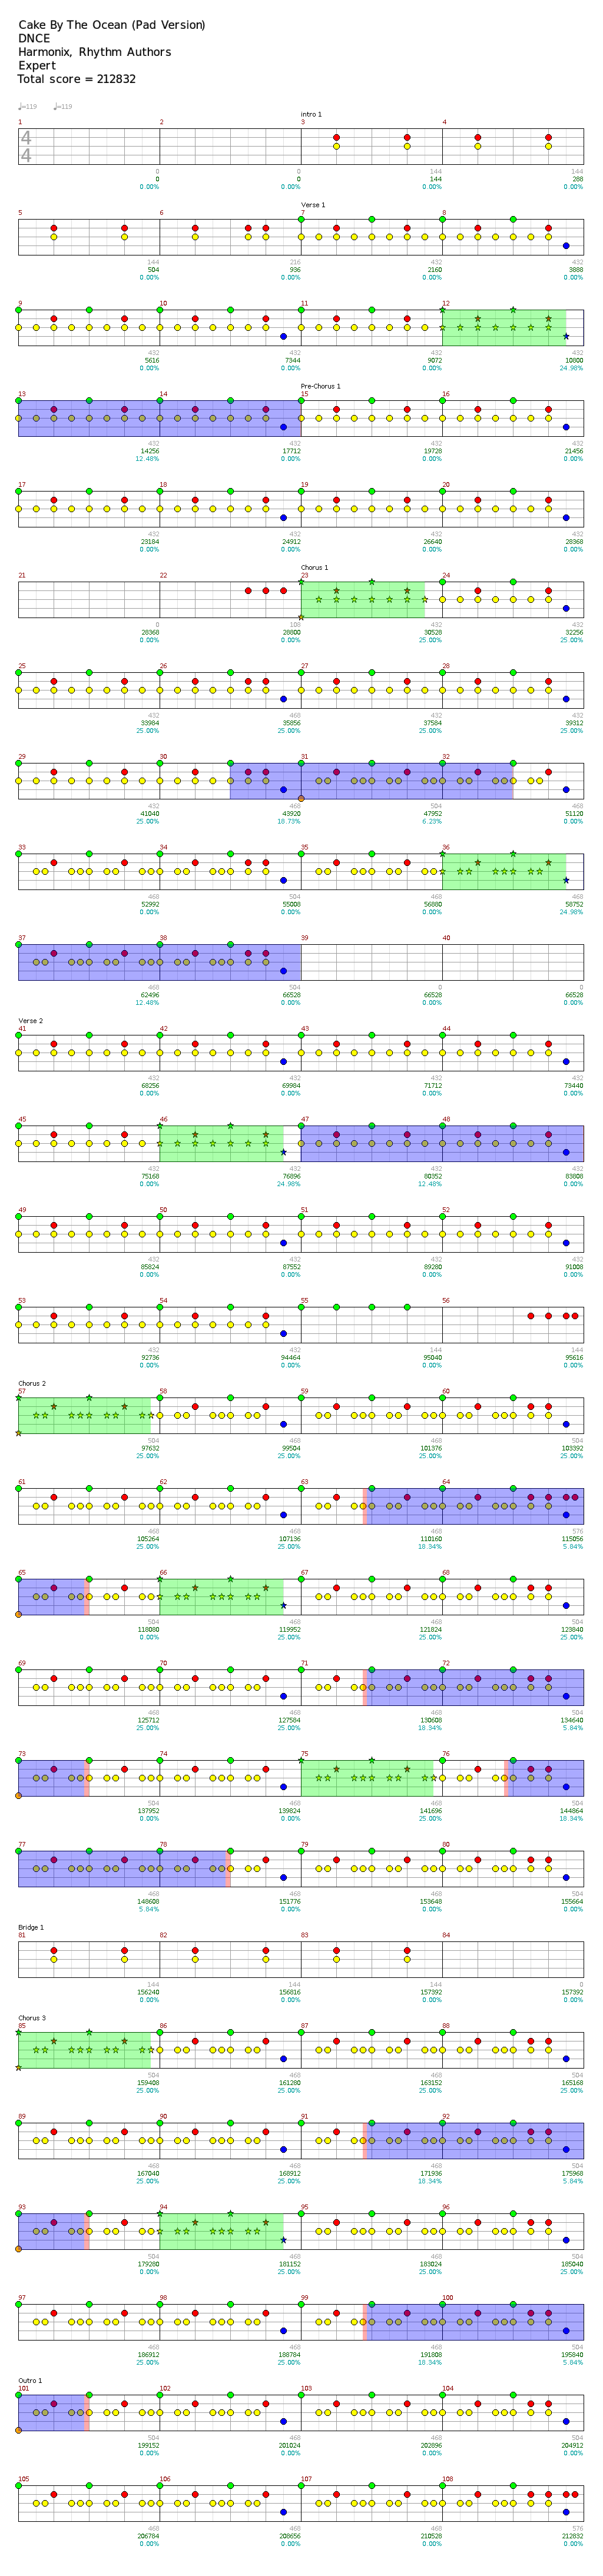 Cake By The Ocean (Pad Version)
DNCE
Harmonix, Rhythm Authors
Expert
Total score = 212832
♩=119 ♩=119
intro 1
1 2 3 4
4
4
0 0 144 144
0 0 144 288
0.00% 0.00% 0.00% 0.00%
Verse 1
5 6 7 8
144 216 432 432
504 936 2160 3888
0.00% 0.00% 0.00% 0.00%
9 10 11 12
432 432 432 432
5616 7344 9072 10800
0.00% 0.00% 0.00% 24.98%
Pre-Chorus 1
13 14 15 16
432 432 432 432
14256 17712 19728 21456
12.48% 0.00% 0.00% 0.00%
17 18 19 20
432 432 432 432
23184 24912 26640 28368
0.00% 0.00% 0.00% 0.00%
Chorus 1
21 22 23 24
0 108 432 432
28368 28800 30528 32256
0.00% 0.00% 25.00% 25.00%
25 26 27 28
432 468 432 432
33984 35856 37584 39312
25.00% 25.00% 25.00% 25.00%
29 30 31 32
432 468 504 468
41040 43920 47952 51120
25.00% 18.73% 6.23% 0.00%
33 34 35 36
468 504 468 468
52992 55008 56880 58752
0.00% 0.00% 0.00% 24.98%
37 38 39 40
468 504 0 0
62496 66528 66528 66528
12.48% 0.00% 0.00% 0.00%
Verse 2
41 42 43 44
432 432 432 432
68256 69984 71712 73440
0.00% 0.00% 0.00% 0.00%
45 46 47 48
432 432 432 432
75168 76896 80352 83808
0.00% 24.98% 12.48% 0.00%
49 50 51 52
432 432 432 432
85824 87552 89280 91008
0.00% 0.00% 0.00% 0.00%
53 54 55 56
432 432 144 144
92736 94464 95040 95616
0.00% 0.00% 0.00% 0.00%
Chorus 2
57 58 59 60
504 468 468 504
97632 99504 101376 103392
25.00% 25.00% 25.00% 25.00%
61 62 63 64
468 468 468 576
105264 107136 110160 115056
25.00% 25.00% 18.34% 5.84%
65 66 67 68
504 468 468 504
118080 119952 121824 123840
0.00% 25.00% 25.00% 25.00%
69 70 71 72
468 468 468 504
125712 127584 130608 134640
25.00% 25.00% 18.34% 5.84%
73 74 75 76
504 468 468 504
137952 139824 141696 144864
0.00% 0.00% 25.00% 18.34%
77 78 79 80
468 468 468 504
148608 151776 153648 155664
5.84% 0.00% 0.00% 0.00%
Bridge 1
81 82 83 84
144 144 144 0
156240 156816 157392 157392
0.00% 0.00% 0.00% 0.00%
Chorus 3
85 86 87 88
504 468 468 504
159408 161280 163152 165168
25.00% 25.00% 25.00% 25.00%
89 90 91 92
468 468 468 504
167040 168912 171936 175968
25.00% 25.00% 18.34% 5.84%
93 94 95 96
504 468 468 504
179280 181152 183024 185040
0.00% 25.00% 25.00% 25.00%
97 98 99 100
468 468 468 504
186912 188784 191808 195840
25.00% 25.00% 18.34% 5.84%
Outro 1
101 102 103 104
504 468 468 504
199152 201024 202896 204912
0.00% 0.00% 0.00% 0.00%
105 106 107 108
468 468 468 576
206784 208656 210528 212832
0.00% 0.00% 0.00% 0.00%